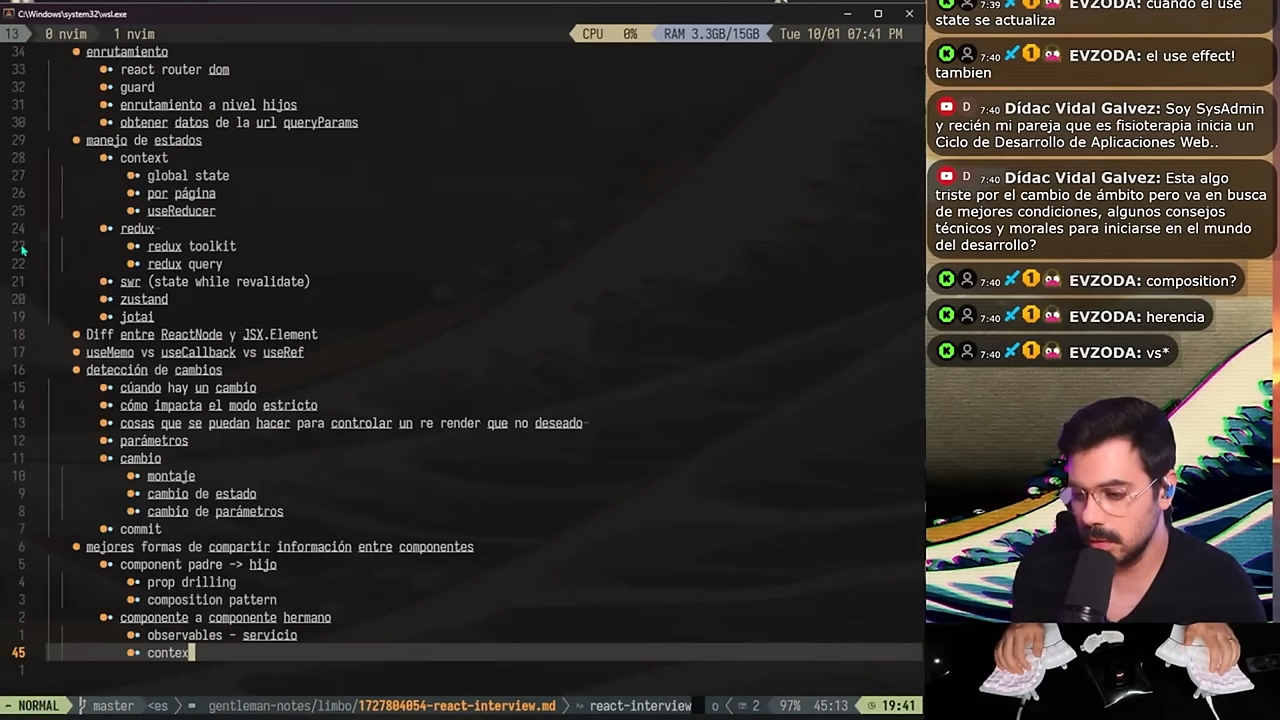 C:\Windows\system32\wsl.exe
13 0 nvim 1 nvim CPU 0% RAM 3.3GB/15GB Tue 10/01 07:41 PM
34 enrutamiento
33 react router dom
32 guard
31 enrutamiento a nivel hijos
30 obtener datos de la url queryParams
29 manejo de estados
28 context
27 global state
26 por página
25 useReducer
24 redux
23 redux toolkit
22 redux query
21 swr (state while revalidate)
20 zustand
19 jotai
18 Diff entre ReactNode y JSX.Element
17 useMemo vs useCallback vs useRef
16 detección de cambios
15 cúando hay un cambio
14 cómo impacta el modo estricto
13 cosas que se puedan hacer para controlar un re render que no deseado
12 parámetros
11 cambio
10 montaje
9 cambio de estado
8 cambio de parámetros
7 commit
6 mejores formas de compartir información entre componentes
5 component padre -> hijo
4 prop drilling
3 composition pattern
2 componente a componente hermano
1 observables - servicio
45 contex
1
~ NORMAL master <es gentleman-notes/limbo/1727804054-react-interview.md react-interview o 2 97% 45:13 19:41
7:39 EVZODA: cuando el use
state se actualiza
7:40 EVZODA: el use effect!
tambien
D 7:40 Dídac Vidal Galvez: Soy SysAdmin
y recién mi pareja que es fisioterapia inicia un
Ciclo de Desarrollo de Aplicaciones Web..
D 7:40 Dídac Vidal Galvez: Esta algo
triste por el cambio de ámbito pero va en busca
de mejores condiciones, algunos consejos
técnicos y morales para iniciarse en el mundo
del desarrollo?
7:40 EVZODA: composition?
7:40 EVZODA: herencia
7:40 EVZODA: vs*